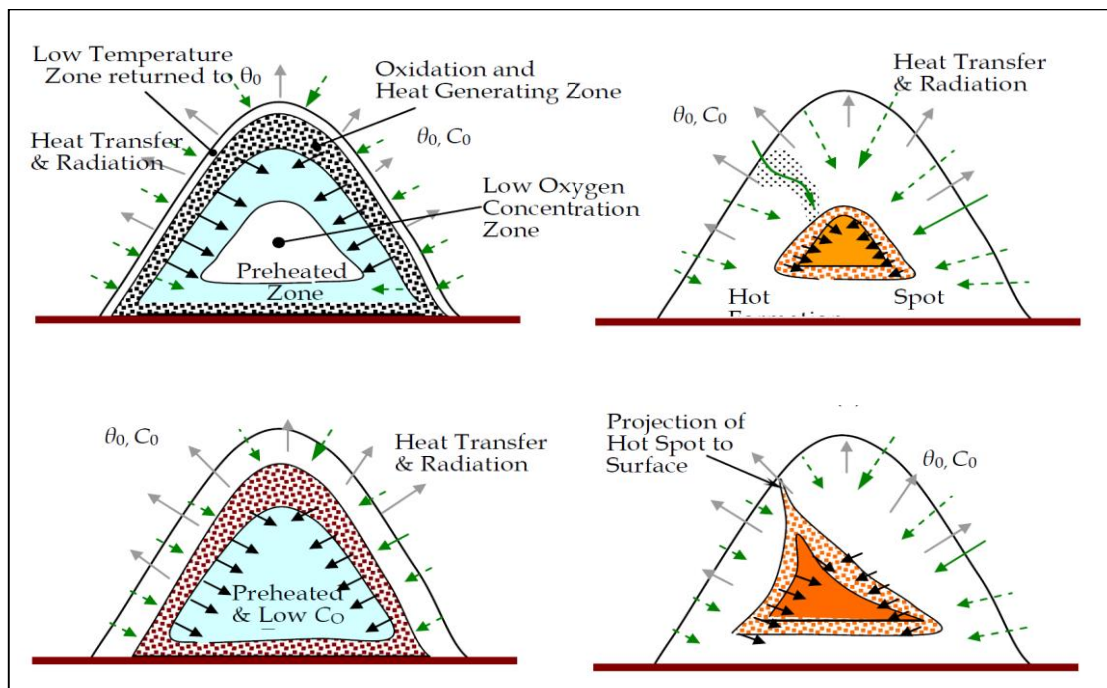 Low Temperature
Zone returned to θ0
Oxidation and
Heat Generating Zone
Heat Transfer
& Radiation
θ0, C0
Low Oxygen
Concentration
Zone
Preheated
Zone
Heat Transfer
& Radiation
θ0, C0
Hot Spot
θ0, C0
Heat Transfer
& Radiation
Preheated
& Low CO
Projection of
Hot Spot to
Surface
θ0, C0